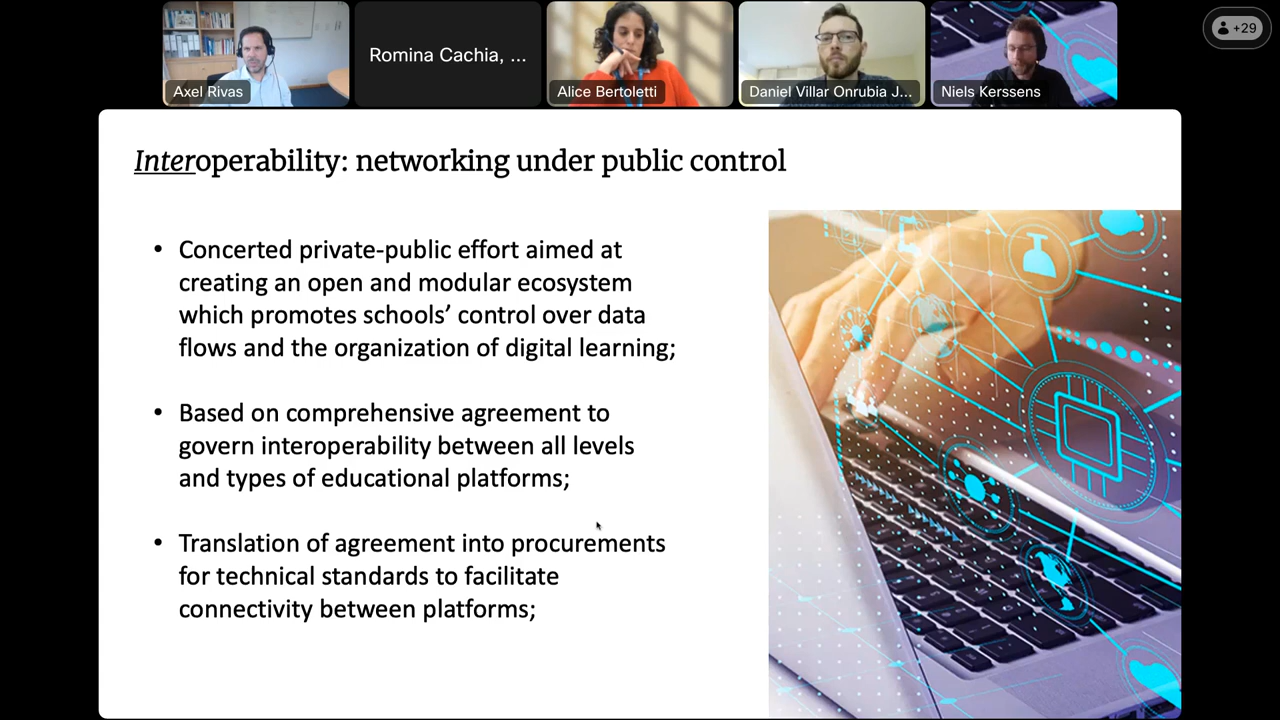 +29
Axel Rivas
Romina Cachia, ...
Alice Bertoletti
Daniel Villar Onrubia J...
Niels Kerssens
Interoperability: networking under public control
• Concerted private-public effort aimed at
creating an open and modular ecosystem
which promotes schools’ control over data
flows and the organization of digital learning;
• Based on comprehensive agreement to
govern interoperability between all levels
and types of educational platforms;
• Translation of agreement into procurements
for technical standards to facilitate
connectivity between platforms;